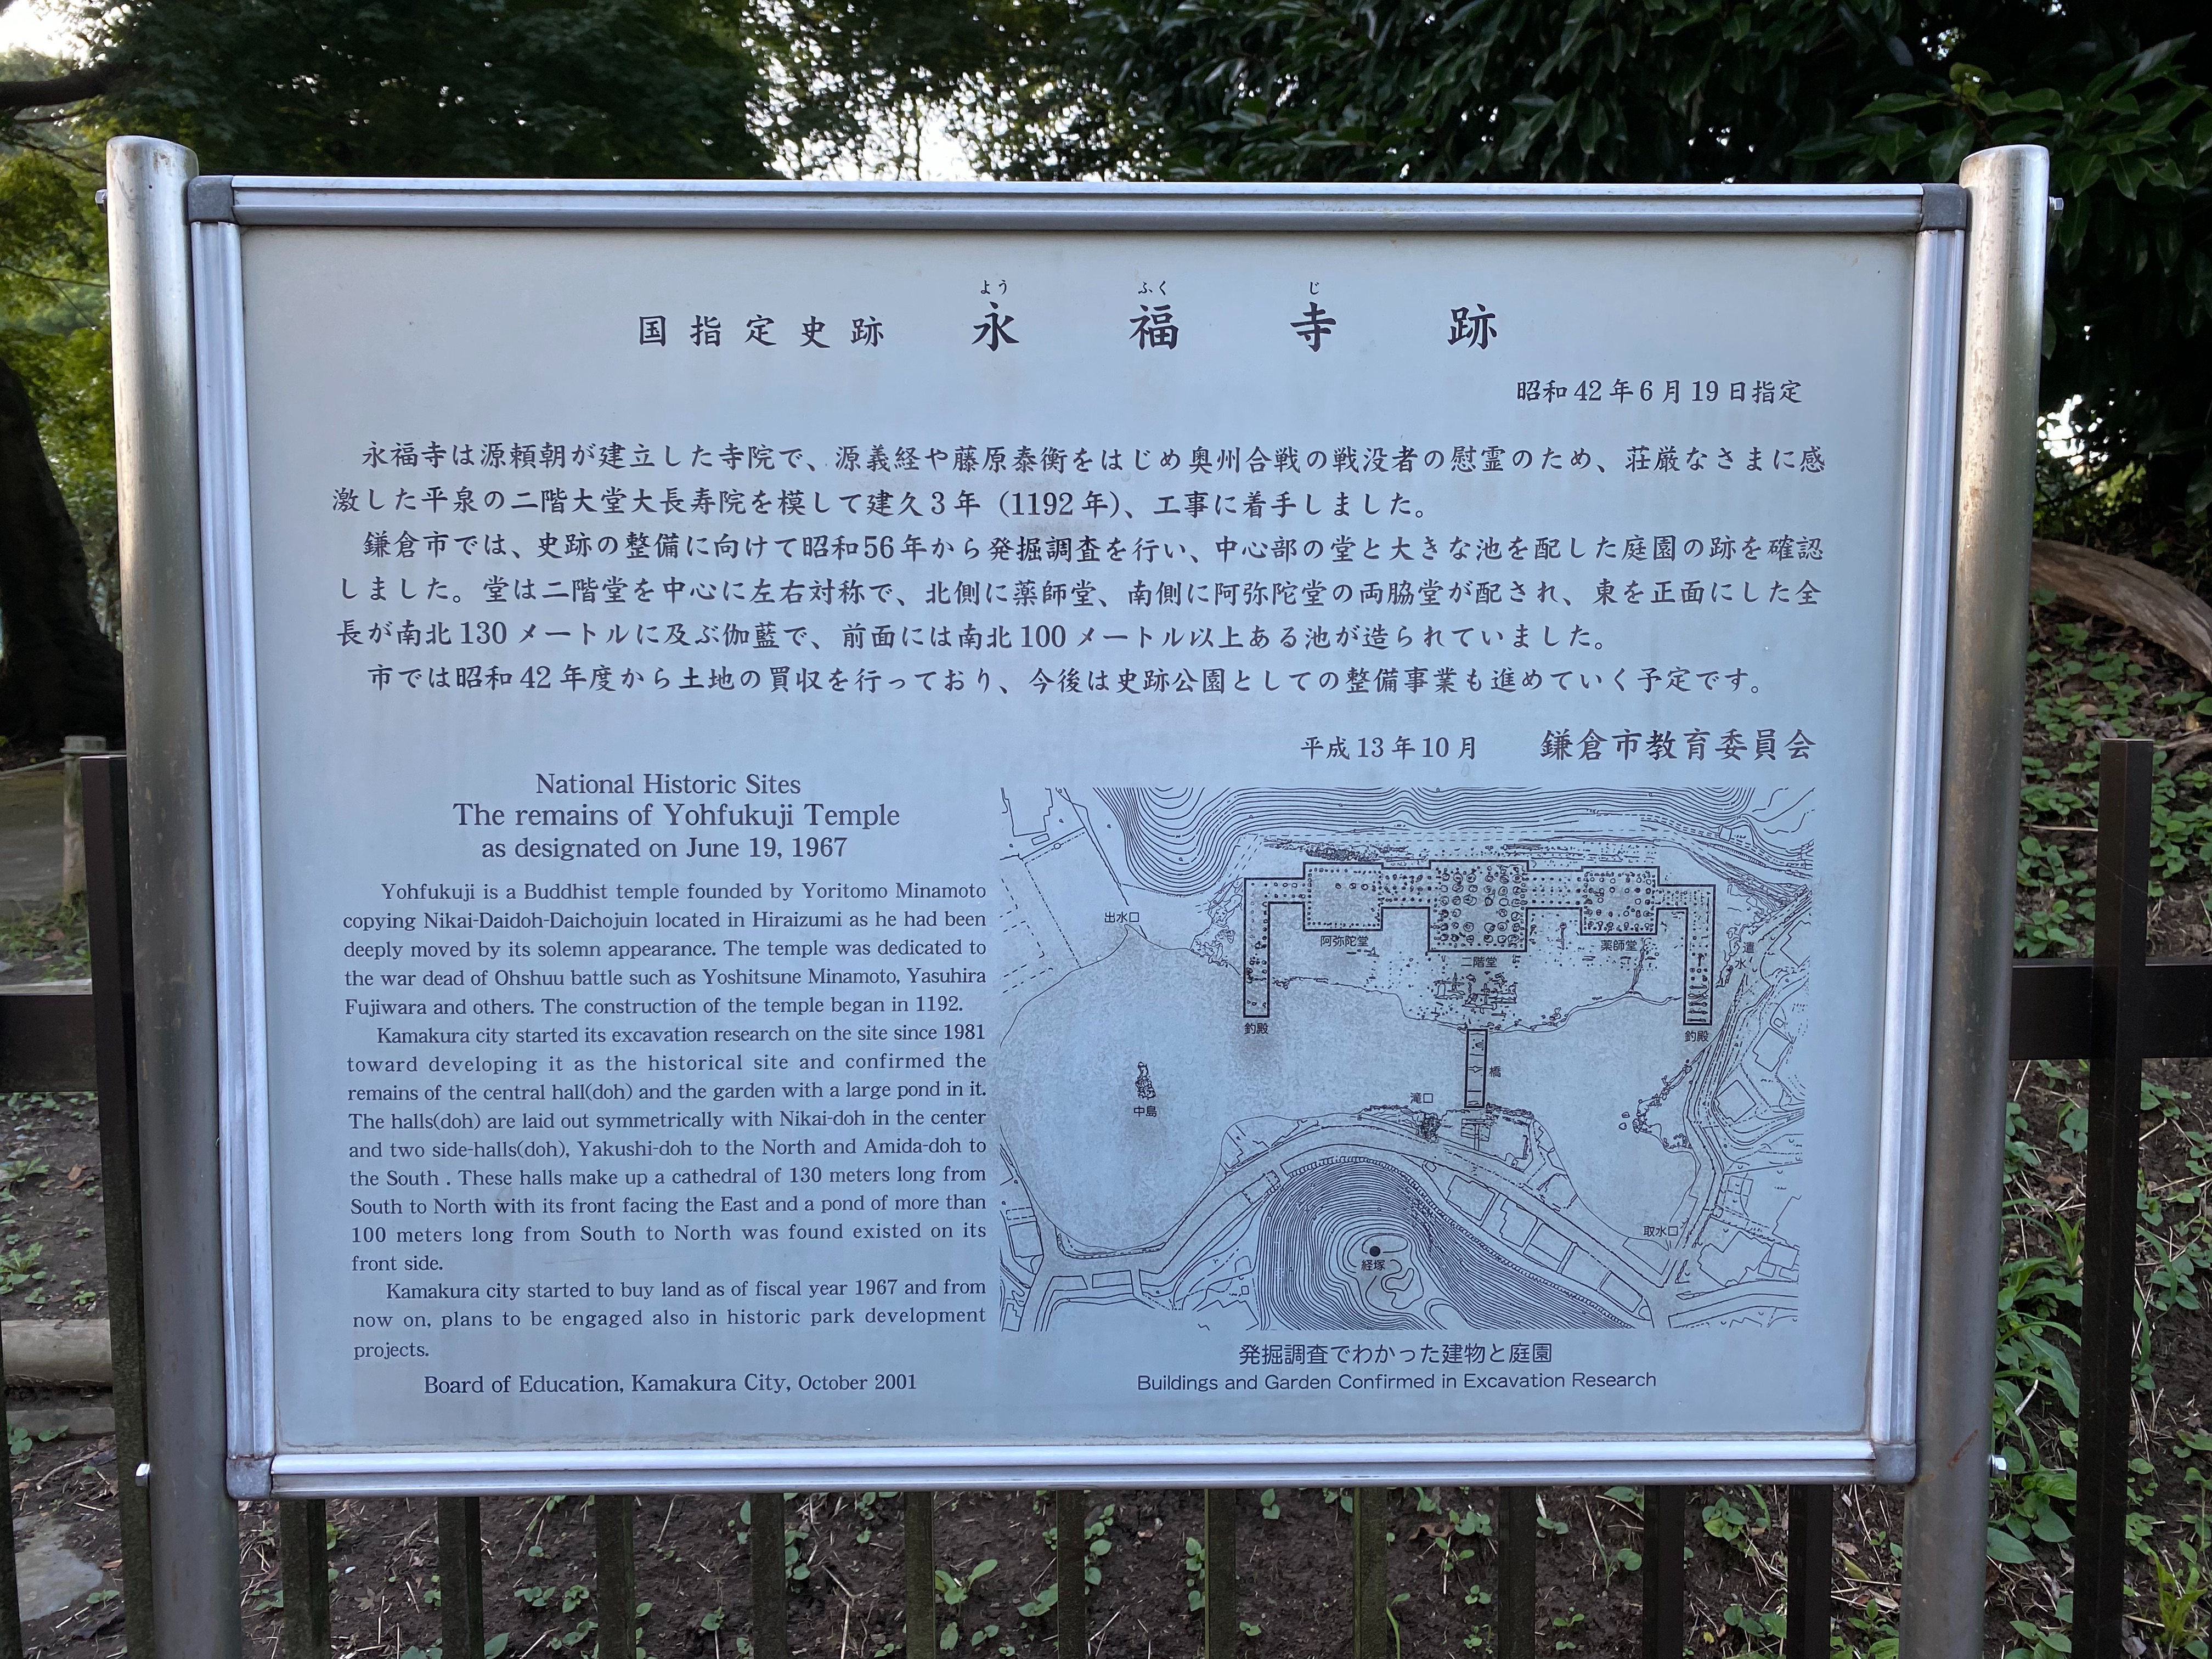 よう ふく じ
国指定史跡 永福寺跡
昭和42年6月19日指定
永福寺は源頼朝が建立した寺院で、源義経や藤原泰衡をはじめ奥州合戦の戦没者の慰霊のため、荘厳なさまに感
激した平泉の二階大堂大長寿院を模して建久3年(1192年)、工事に着手しました。
鎌倉市では、史跡の整備に向けて昭和56年から発掘調査を行い、中心部の堂と大きな池を配した庭園の跡を確認
しました。堂は二階堂を中心に左右対称で、北側に薬師堂、南側に阿弥陀堂の両脇堂が配され、東を正面にした全
長が南北130メートルに及ぶ伽藍で、前面には南北100メートル以上ある池が造られていました。
市では昭和42年度から土地の買収を行っており、今後は史跡公園としての整備事業も進めていく予定です。
平成13年10月 鎌倉市教育委員会
National Historic Sites
The remains of Yohfukuji Temple
as designated on June 19, 1967
Yohfukuji is a Buddhist temple founded by Yoritomo Minamoto
copying Nikai-Daidoh-Daichojuin located in Hiraizumi as he had been
deeply moved by its solemn appearance. The temple was dedicated to
the war dead of Ohshuu battle such as Yoshitsune Minamoto, Yasuhira
Fujiwara and others. The construction of the temple began in 1192.
Kamakura city started its excavation research on the site since 1981
toward developing it as the historical site and confirmed the
remains of the central hall(doh) and the garden with a large pond in it.
The halls(doh) are laid out symmetrically with Nikai-doh in the center
and two side-halls(doh), Yakushi-doh to the North and Amida-doh to
the South . These halls make up a cathedral of 130 meters long from
South to North with its front facing the East and a pond of more than
100 meters long from South to North was found existed on its
front side.
Kamakura city started to buy land as of fiscal year 1967 and from
now on, plans to be engaged also in historic park development
projects.
Board of Education, Kamakura City, October 2001
出水口
阿弥陀堂
二階堂
薬師堂
遣水
釣殿
釣殿
橋
中島
滝口
取水口
経塚
発掘調査でわかった建物と庭園
Buildings and Garden Confirmed in Excavation Research